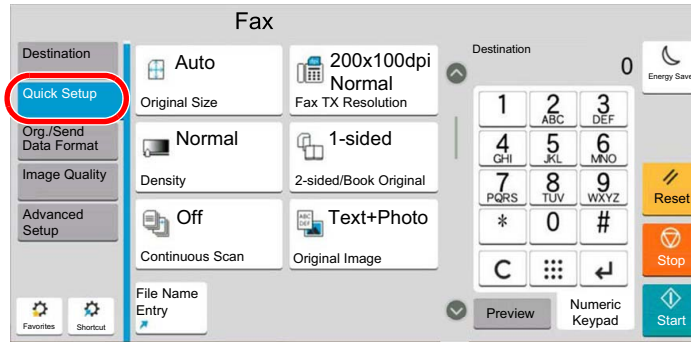 Fax
Destination
Quick Setup
Org./Send
Data Format
Image Quality
Advanced
Setup
Favorites
Shortcut
Auto
Original Size
200x100dpi
Normal
Fax TX Resolution
Normal
Density
1-sided
2-sided/Book Original
Off
Continuous Scan
ABC
DEF
Text+Photo
Original Image
File Name
Entry
Destination
0
1
2
ABC
3
DEF
4
GHI
5
JKL
6
MNO
7
PQRS
8
TUV
9
WXYZ
*
0
#
C
Preview
Numeric
Keypad
Energy Save
Reset
Stop
Start